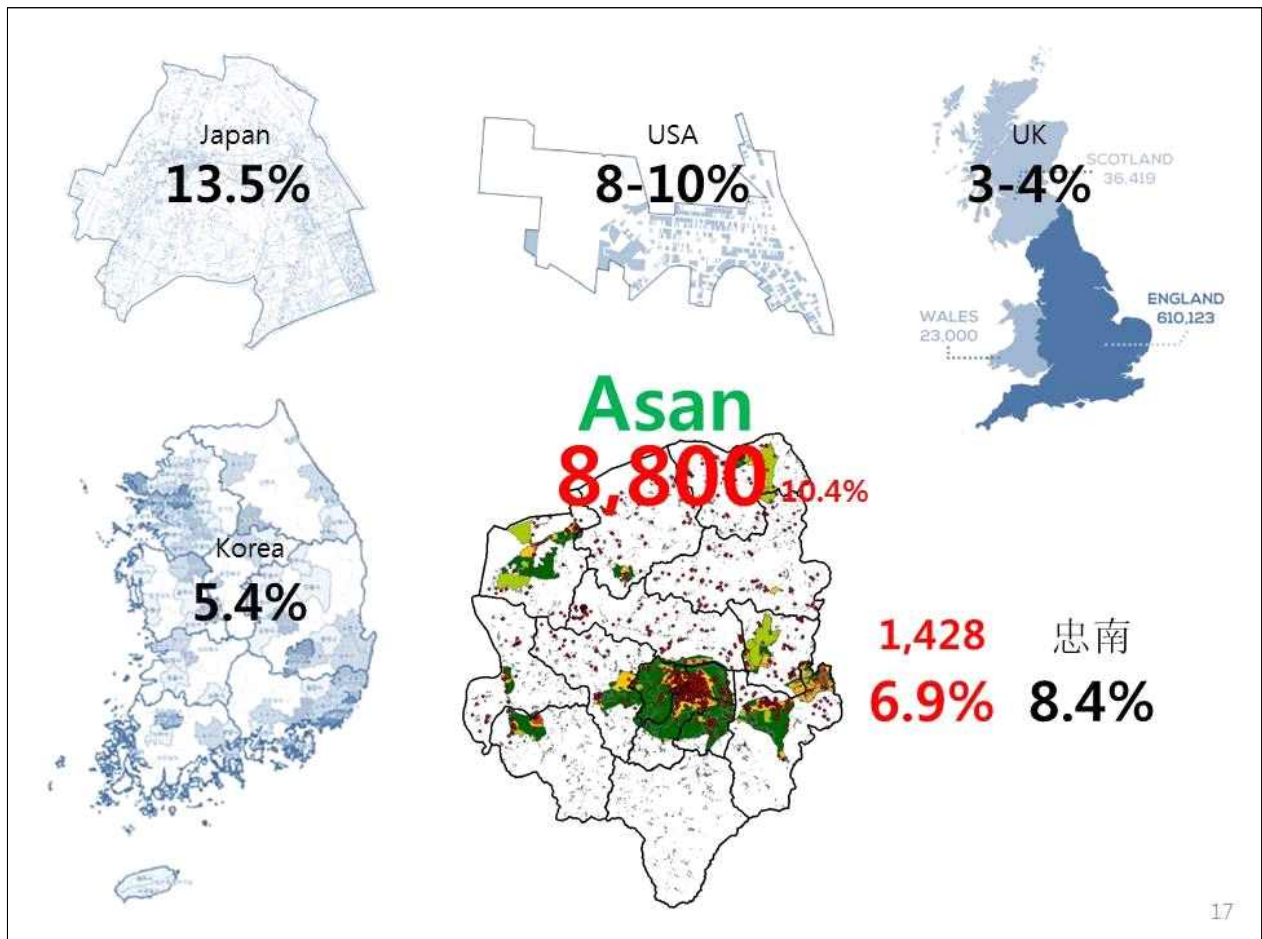 Japan
13.5%
USA
8-10%
UK
3-4%
SCOTLAND
36,419
ENGLAND
610,123
WALES
23,000
Asan
8,800 10.4%
Korea
5.4%
1,428 忠南
6.9% 8.4%
17